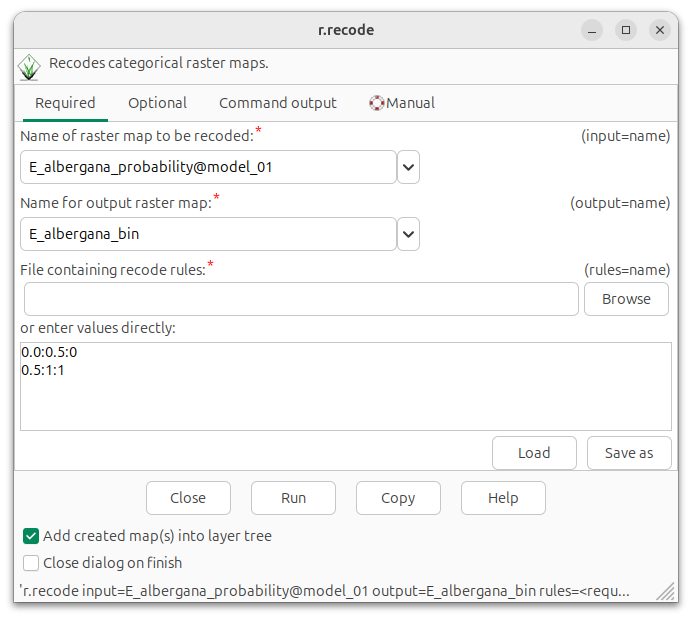 r.recode
Recodes categorical raster maps.
Required Optional Command output Manual
Name of raster map to be recoded:* (input=name)
E_albergana_probability@model_01
Name for output raster map:* (output=name)
E_albergana_bin
File containing recode rules:* (rules=name)
Browse
or enter values directly:
0.0:0.5:0
0.5:1:1
Load Save as
Close Run Copy Help
Add created map(s) into layer tree
Close dialog on finish
'r.recode input=E_albergana_probability@model_01 output=E_albergana_bin rules=<requ...